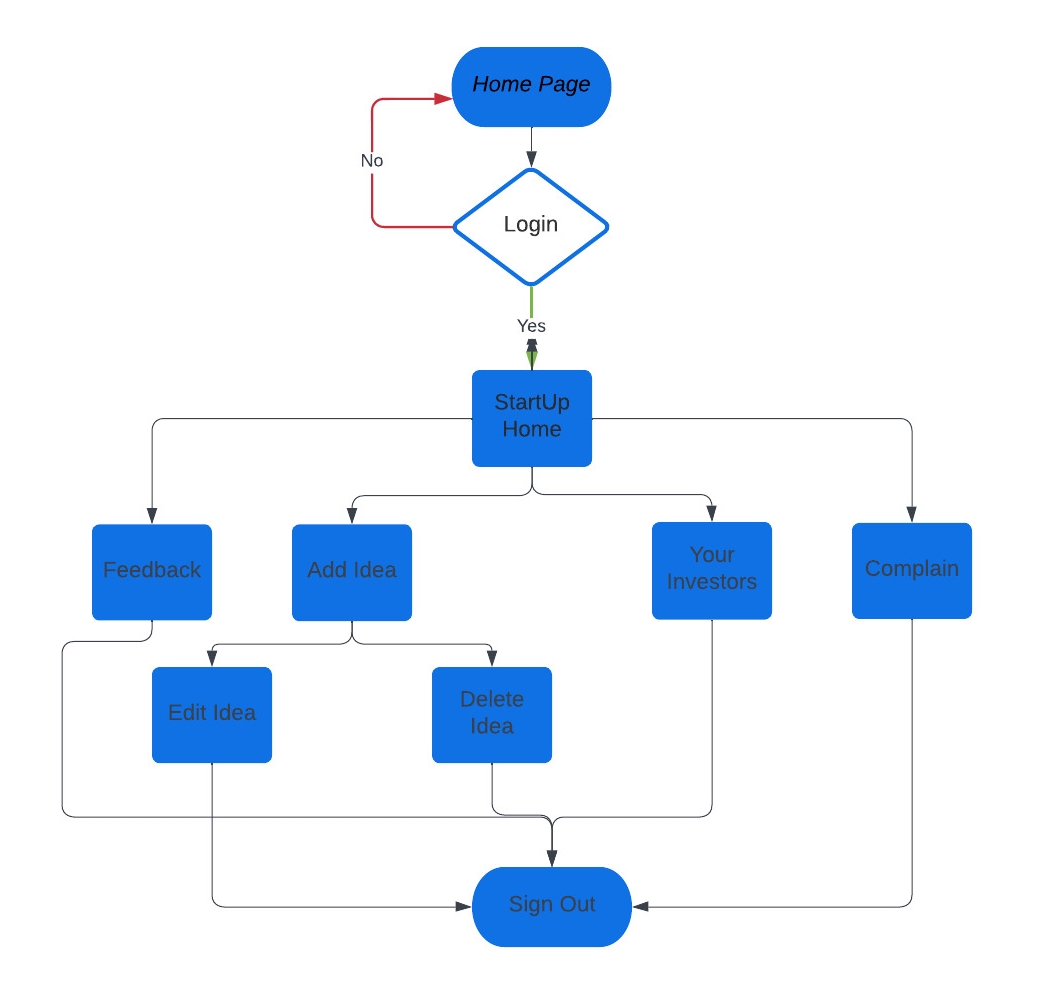 Home Page
No
Login
Yes
StartUp
Home
Feedback
Add Idea
Your
Investors
Complain
Edit Idea
Delete
Idea
Sign Out